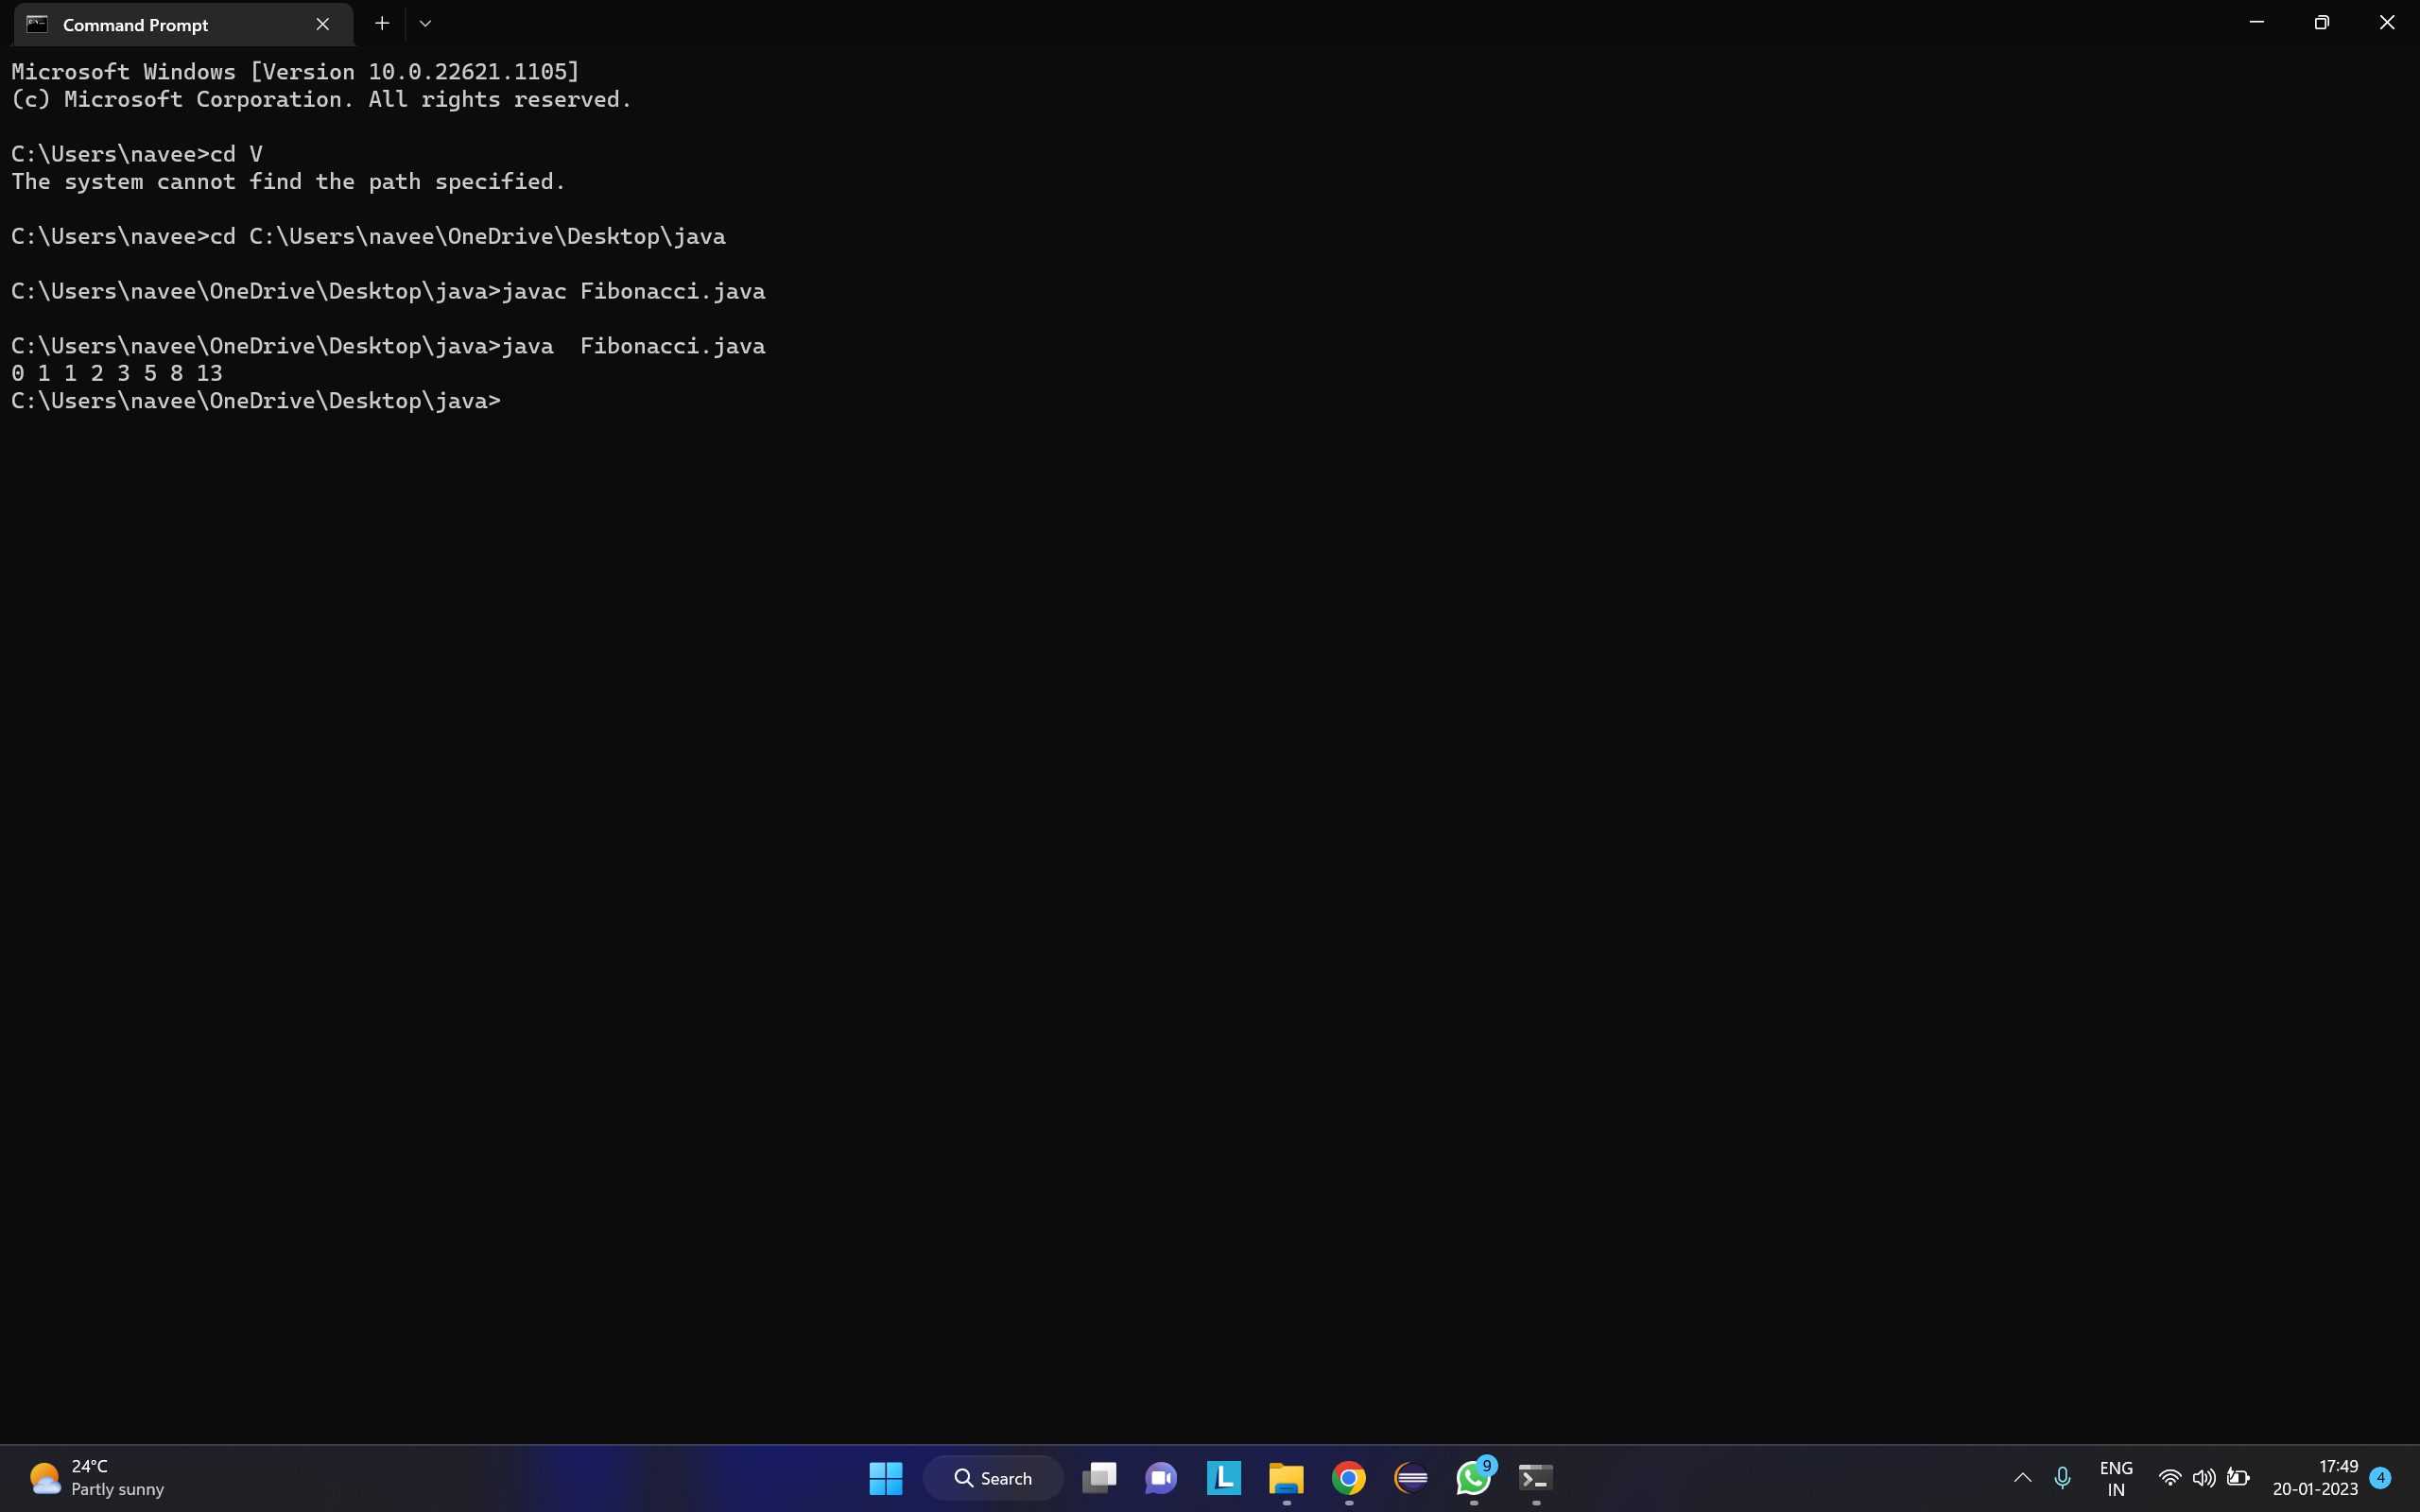 Command Prompt
Microsoft Windows [Version 10.0.22621.1105]
(c) Microsoft Corporation. All rights reserved.
C:\Users\navee>cd V
The system cannot find the path specified.
C:\Users\navee>cd C:\Users\navee\OneDrive\Desktop\java
C:\Users\navee\OneDrive\Desktop\java>javac Fibonacci.java
C:\Users\navee\OneDrive\Desktop\java>java  Fibonacci.java
0 1 1 2 3 5 8 13
C:\Users\navee\OneDrive\Desktop\java>
24°C
Partly sunny
Search
L
9
ENG
IN
17:49
20-01-2023
4